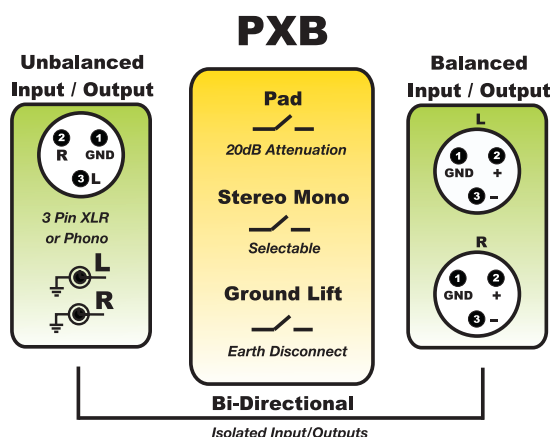 PXB
Unbalanced
Input / Output
2
1
R
GND
3 L
3 Pin XLR
or Phono
L
R
Pad
20dB Attenuation
Stereo Mono
Selectable
Ground Lift
Earth Disconnect
Balanced
Input / Output
L
1
2
GND
+
3 -
R
1
2
GND
+
3 -
Bi-Directional
Isolated Input/Outputs